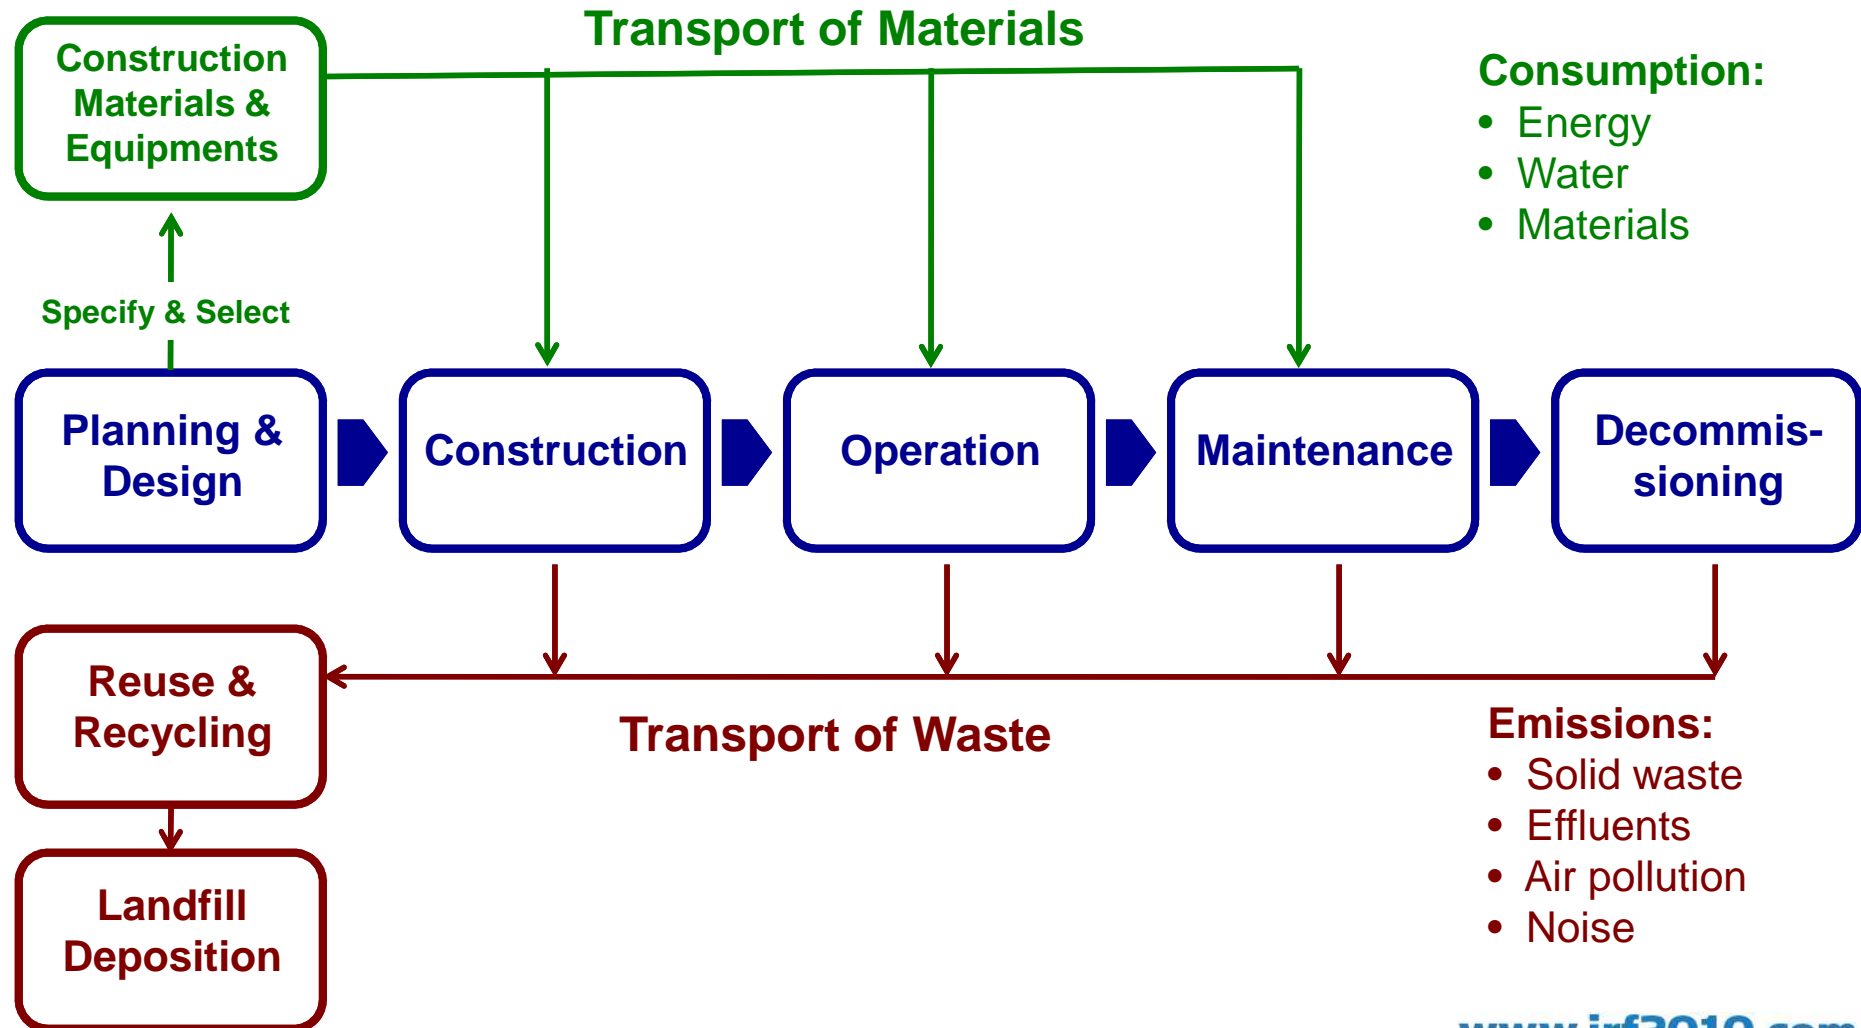 Transport of Materials
Construction
Materials &
Equipments
Consumption:
• Energy
• Water
• Materials
Specify & Select
Planning &
Design
Construction
Operation
Maintenance
Decommis-
sioning
Reuse &
Recycling
Transport of Waste
Emissions:
• Solid waste
• Effluents
• Air pollution
• Noise
Landfill
Deposition